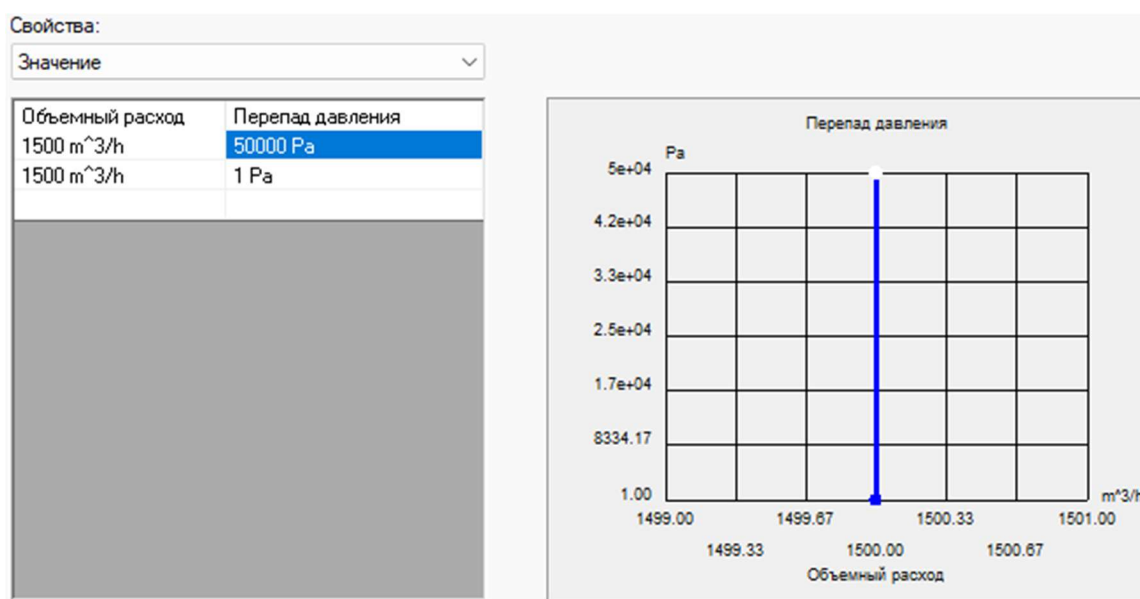 Свойства:
Значение
Объемный расход Перепад давления
1500 m^3/h 50000 Pa
1500 m^3/h 1 Pa
Перепад давления
Pa
5e+04
4.2e+04
3.3e+04
2.5e+04
1.7e+04
8334.17
1.00
m^3/h
1499.00 1499.67 1500.33 1501.00
1499.33 1500.00 1500.67
Объемный расход